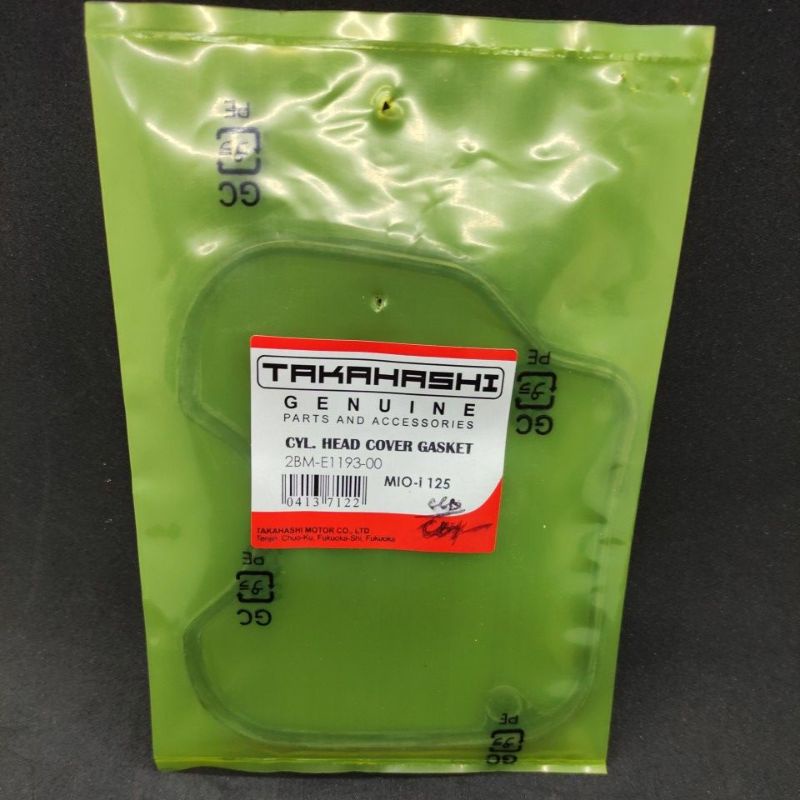 PE
GC
TAKAHASHI
GENUINE
PARTS AND ACCESSORIES
CYL. HEAD COVER GASKET
2BM-E1193-00
MIO-i 125
0413 7122
TAKAHASHI MOTOR CO., LTD
Tenjin, Chuo-Ku, Fukuoka-Shi, Fukuoka
PE
GC
PE
GC
PE
GC